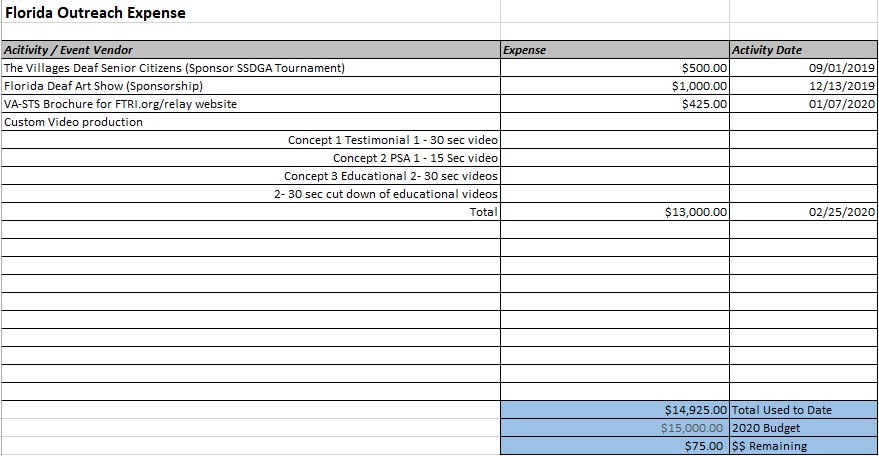 Florida Outreach Expense
Acitivity / Event Vendor Expense Activity Date
The Villages Deaf Senior Citizens (Sponsor SSDGA Tournament) $500.00 09/01/2019
Florida Deaf Art Show (Sponsorship) $1,000.00 12/13/2019
VA-STS Brochure for FTRI.org/relay website $425.00 01/07/2020
Custom Video production
Concept 1 Testimonial 1 - 30 sec video
Concept 2 PSA 1 - 15 Sec video
Concept 3 Educational 2- 30 sec videos
2- 30 sec cut down of educational videos
Total $13,000.00 02/25/2020
$14,925.00 Total Used to Date
$15,000.00 2020 Budget
$75.00 $$ Remaining